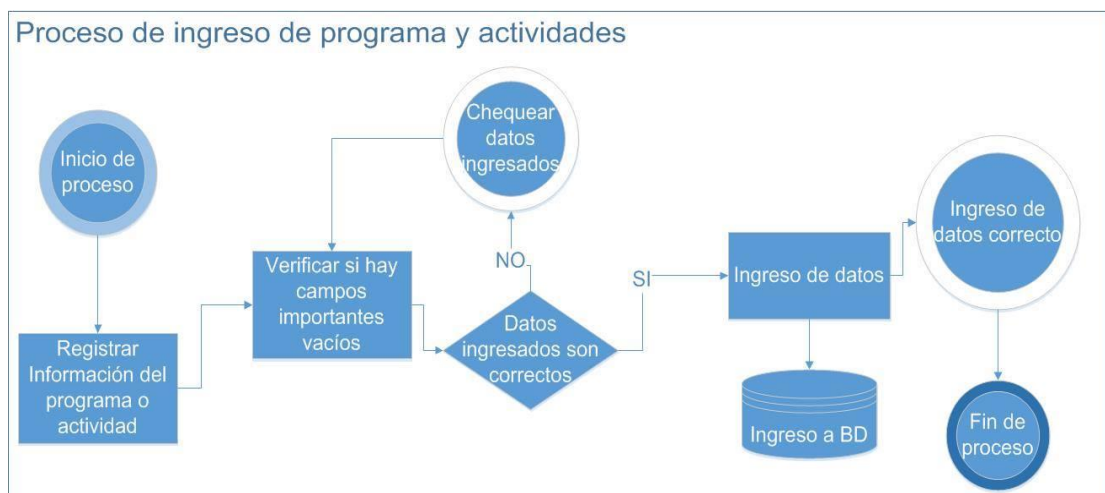 Proceso de ingreso de programa y actividades
Inicio de
proceso
Registrar
Información del
programa o
actividad
Verificar si hay
campos
importantes
vacíos
Chequear
datos
ingresados
NO
Datos
ingresados son
correctos
SI
Ingreso de datos
Ingreso a BD
Ingreso de
datos correcto
Fin de
proceso